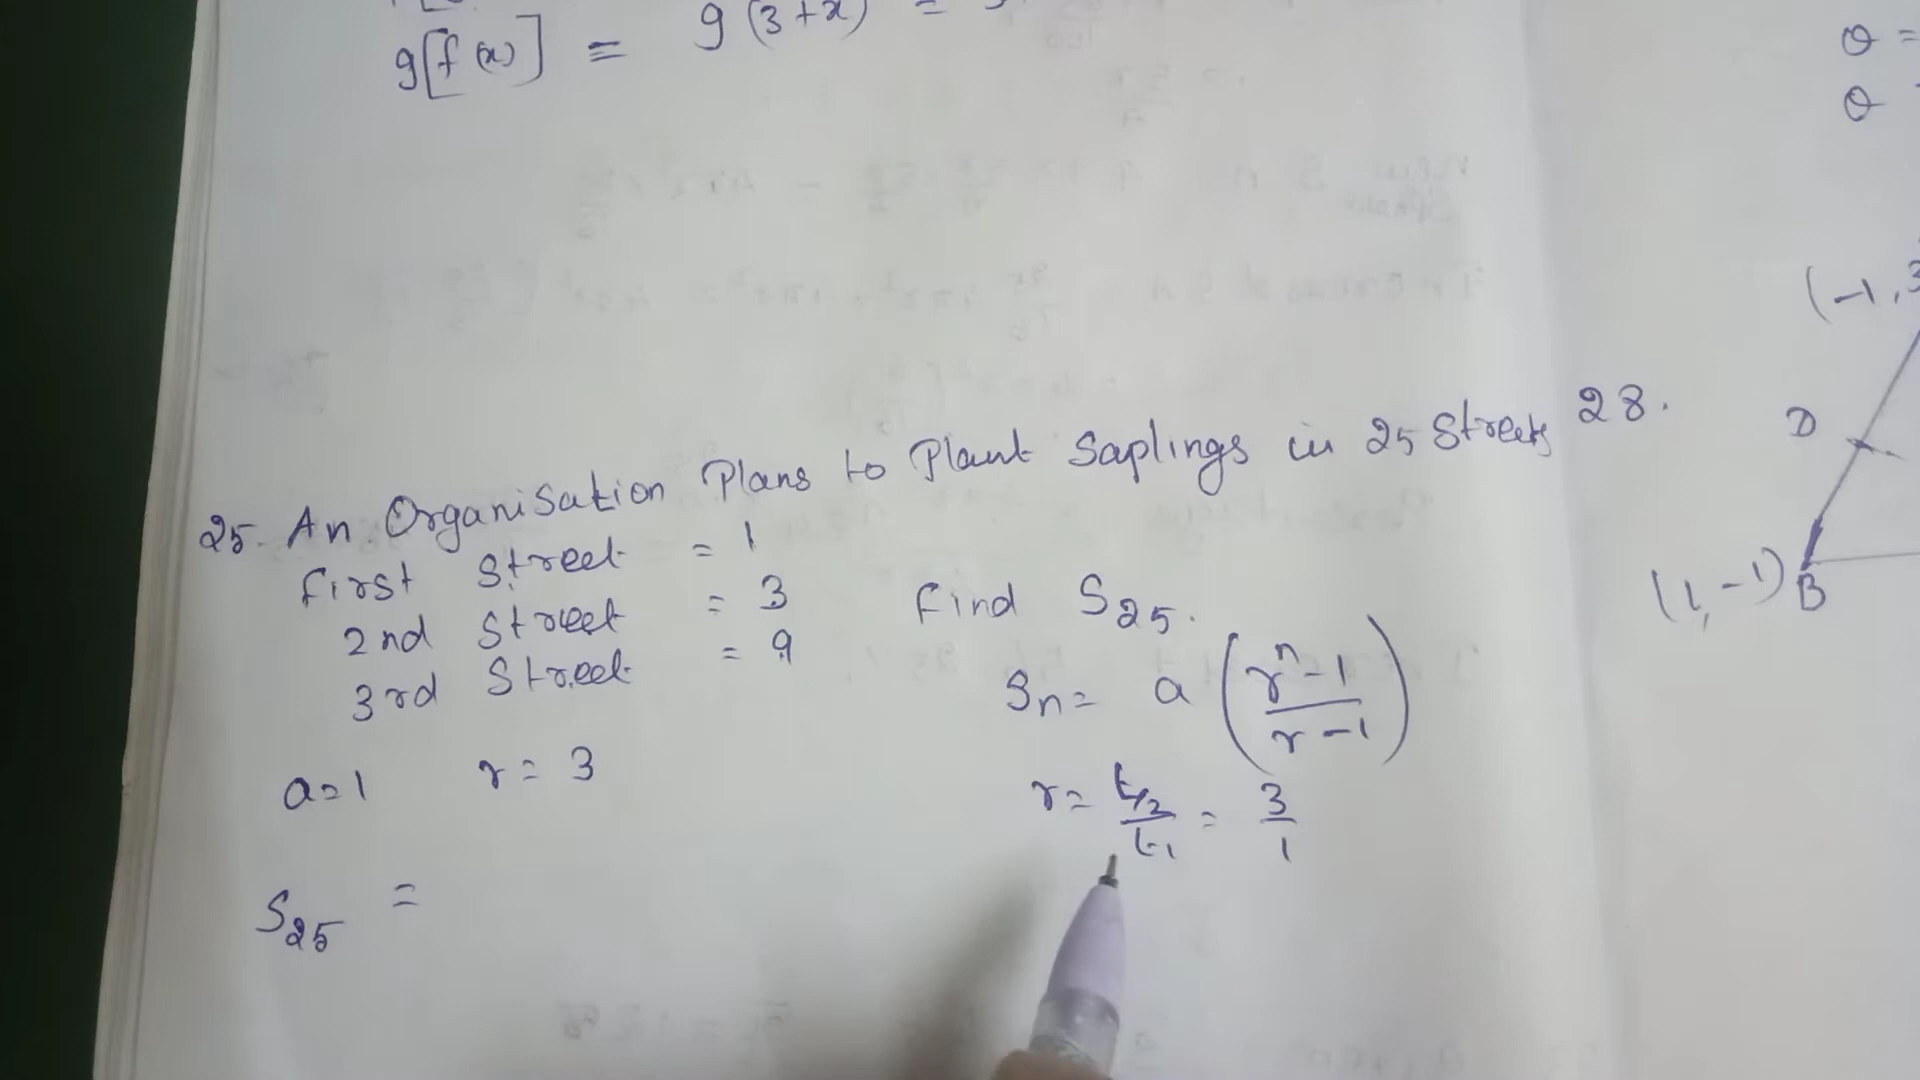 g[f(x)] = g(3+x) =
θ =
θ
(-1, 3
25. An Organisation Plans to Plant Saplings in 25 Streets
28.
D
First Street = 1
2nd Street = 3
3rd Street = 9
Find S25.
(1, -1) B
Sn = a (r^n - 1 / r - 1)
a = 1 r = 3
r = t2/t1 = 3/1
S25 =